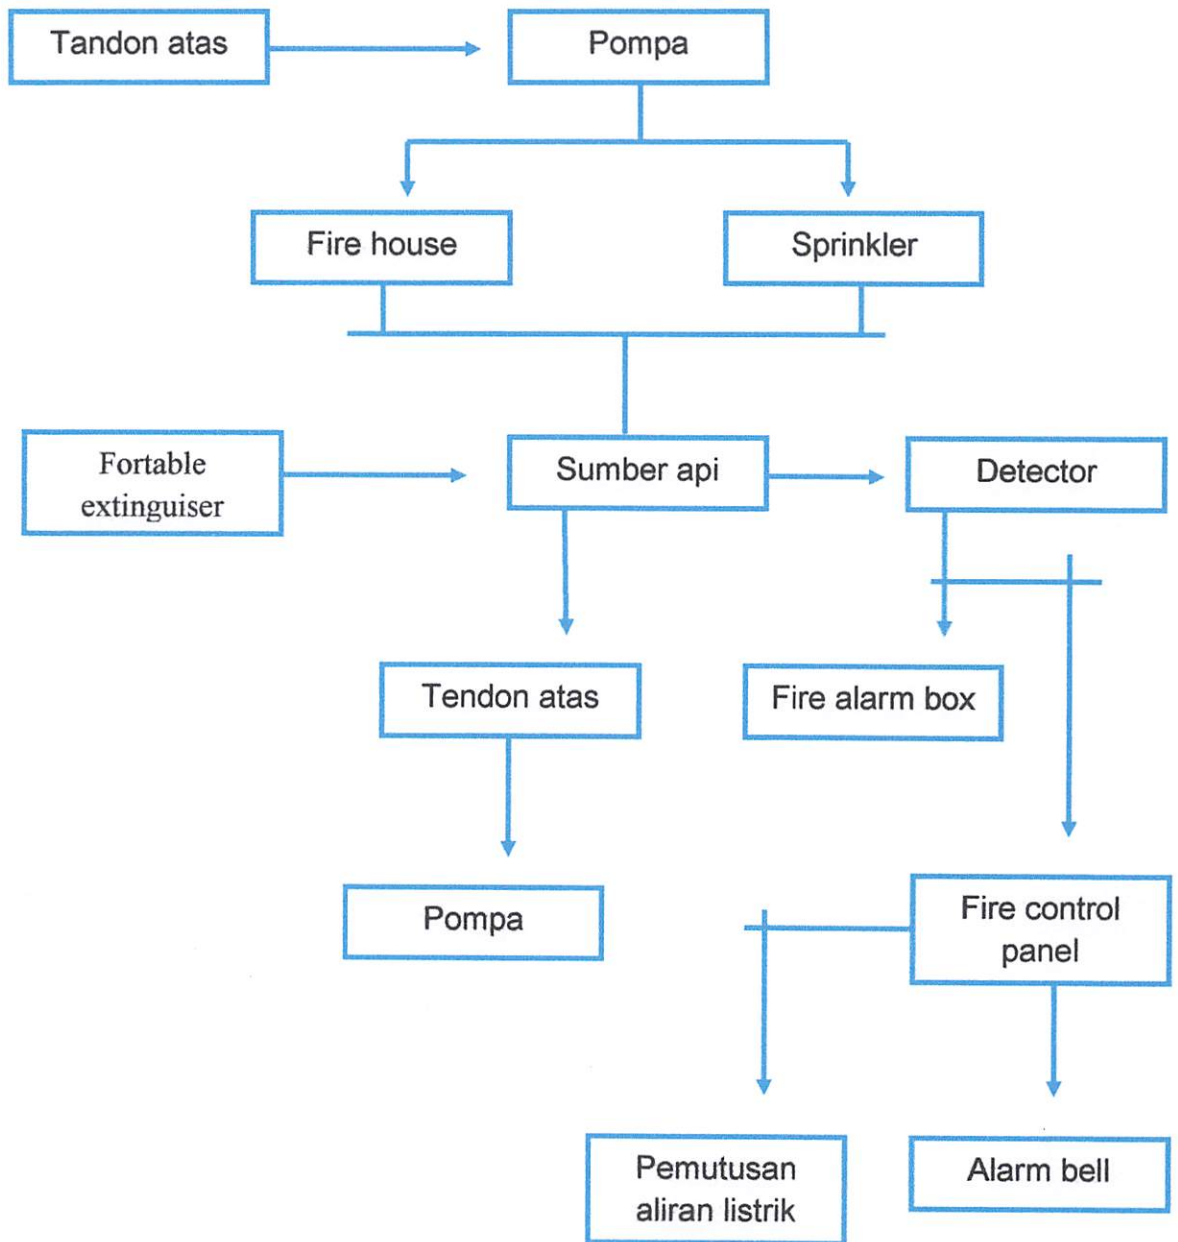 Tandon atas
Pompa
Fire house
Sprinkler
Fortable
extinguiser
Sumber api
Detector
Tendon atas
Fire alarm box
Pompa
Fire control
panel
Pemutusan
aliran listrik
Alarm bell